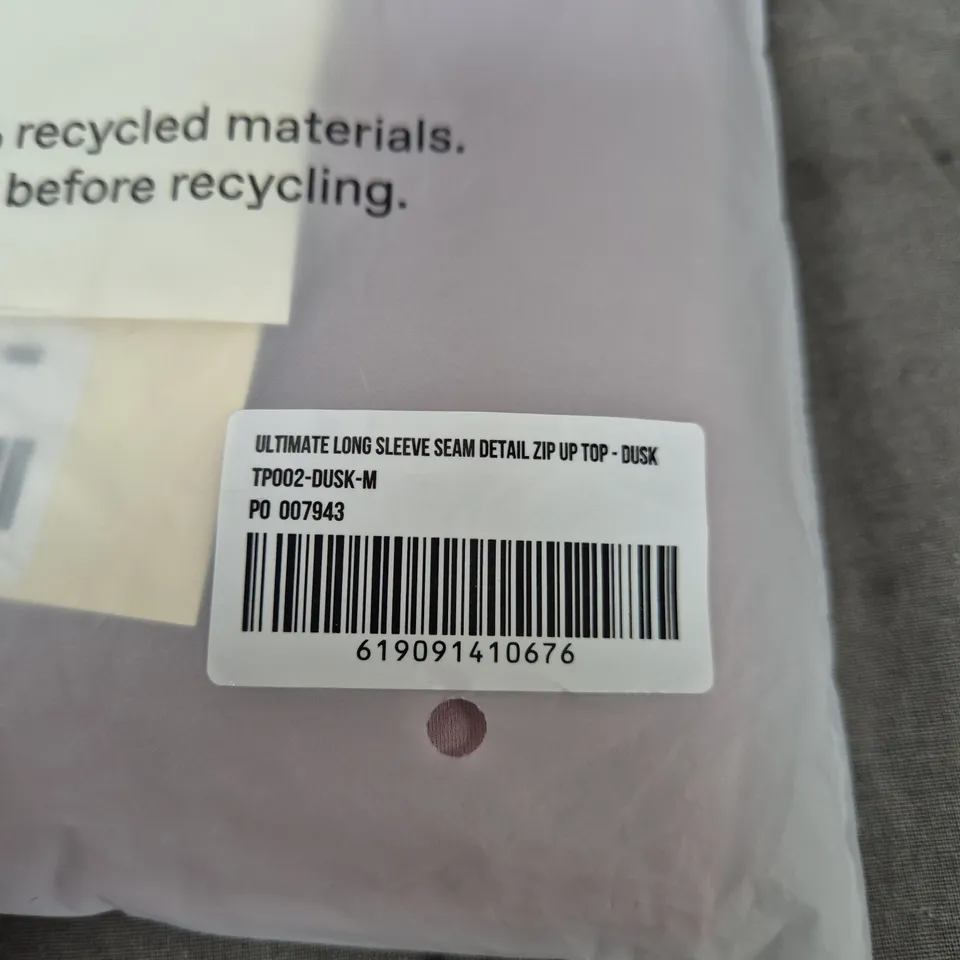 recycled materials.
before recycling.
ULTIMATE LONG SLEEVE SEAM DETAIL ZIP UP TOP - DUSK
TP002-DUSK-M
PO 007943
619091410676